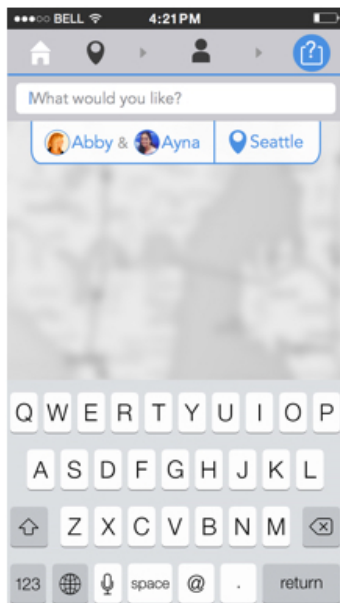 BELL 4:21PM
?
What would you like?
Abby & Ayna Seattle
Q W E R T Y U I O P
A S D F G H J K L
Z X C V B N M
123 space @ . return